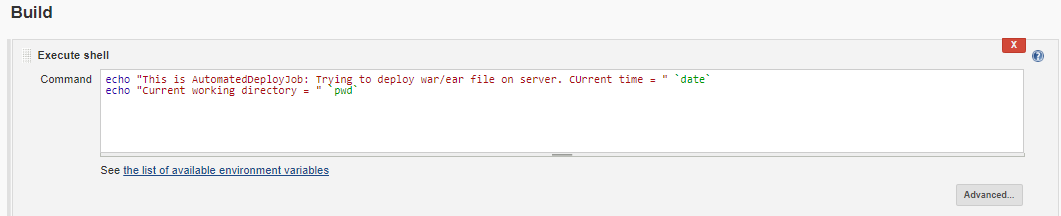 Build
X
Execute shell
Command
echo "This is AutomatedDeployJob: Trying to deploy war/ear file on server. CUrrent time = " `date`
echo "Current working directory = " `pwd`
See the list of available environment variables
Advanced...